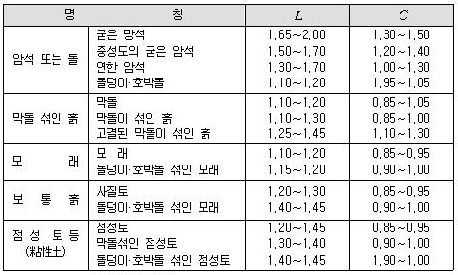 명 칭 L C
암석 또는 돌 굳은 망석 1.65~2.00 1.30~1.50
중성도의 굳은 암석 1.50~1.70 1.20~1.40
연한 암석 1.30~1.70 1.00~1.30
돌덩이·호박돌 1.10~1.20 1.95~1.05
막돌 섞인 흙 막돌 1.10~1.20 0.85~1.05
막돌이 섞인 흙 1.10~1.30 0.85~1.00
고결된 막돌이 섞인 흙 1.25~1.45 1.10~1.30
모 래 모 래 1.10~1.20 0.85~0.95
돌덩이·호박돌 섞인 모래 1.15~1.20 0.90~1.00
보 통 흙 사질토 1.20~1.30 0.85~0.95
돌덩이·호박돌 섞인 모래 1.40~1.45 0.90~1.00
점 성 토 등 점성토 1.20~1.45 0.85~0.95
(粘性土) 막돌섞인 점성토 1.30~1.40 0.90~1.00
돌덩이·호박돌 섞인 점성토 1.40~1.45 1.90~1.00